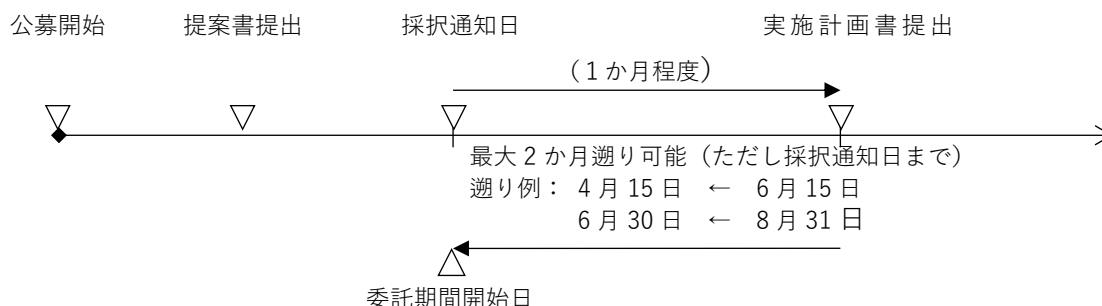 公募開始 提案書提出 採択通知日 実施計画書提出
（１か月程度）
最大２か月遡り可能（ただし採択通知日まで）
遡り例： ４月15日 ← ６月15日
６月30日 ← ８月31日
委託期間開始日